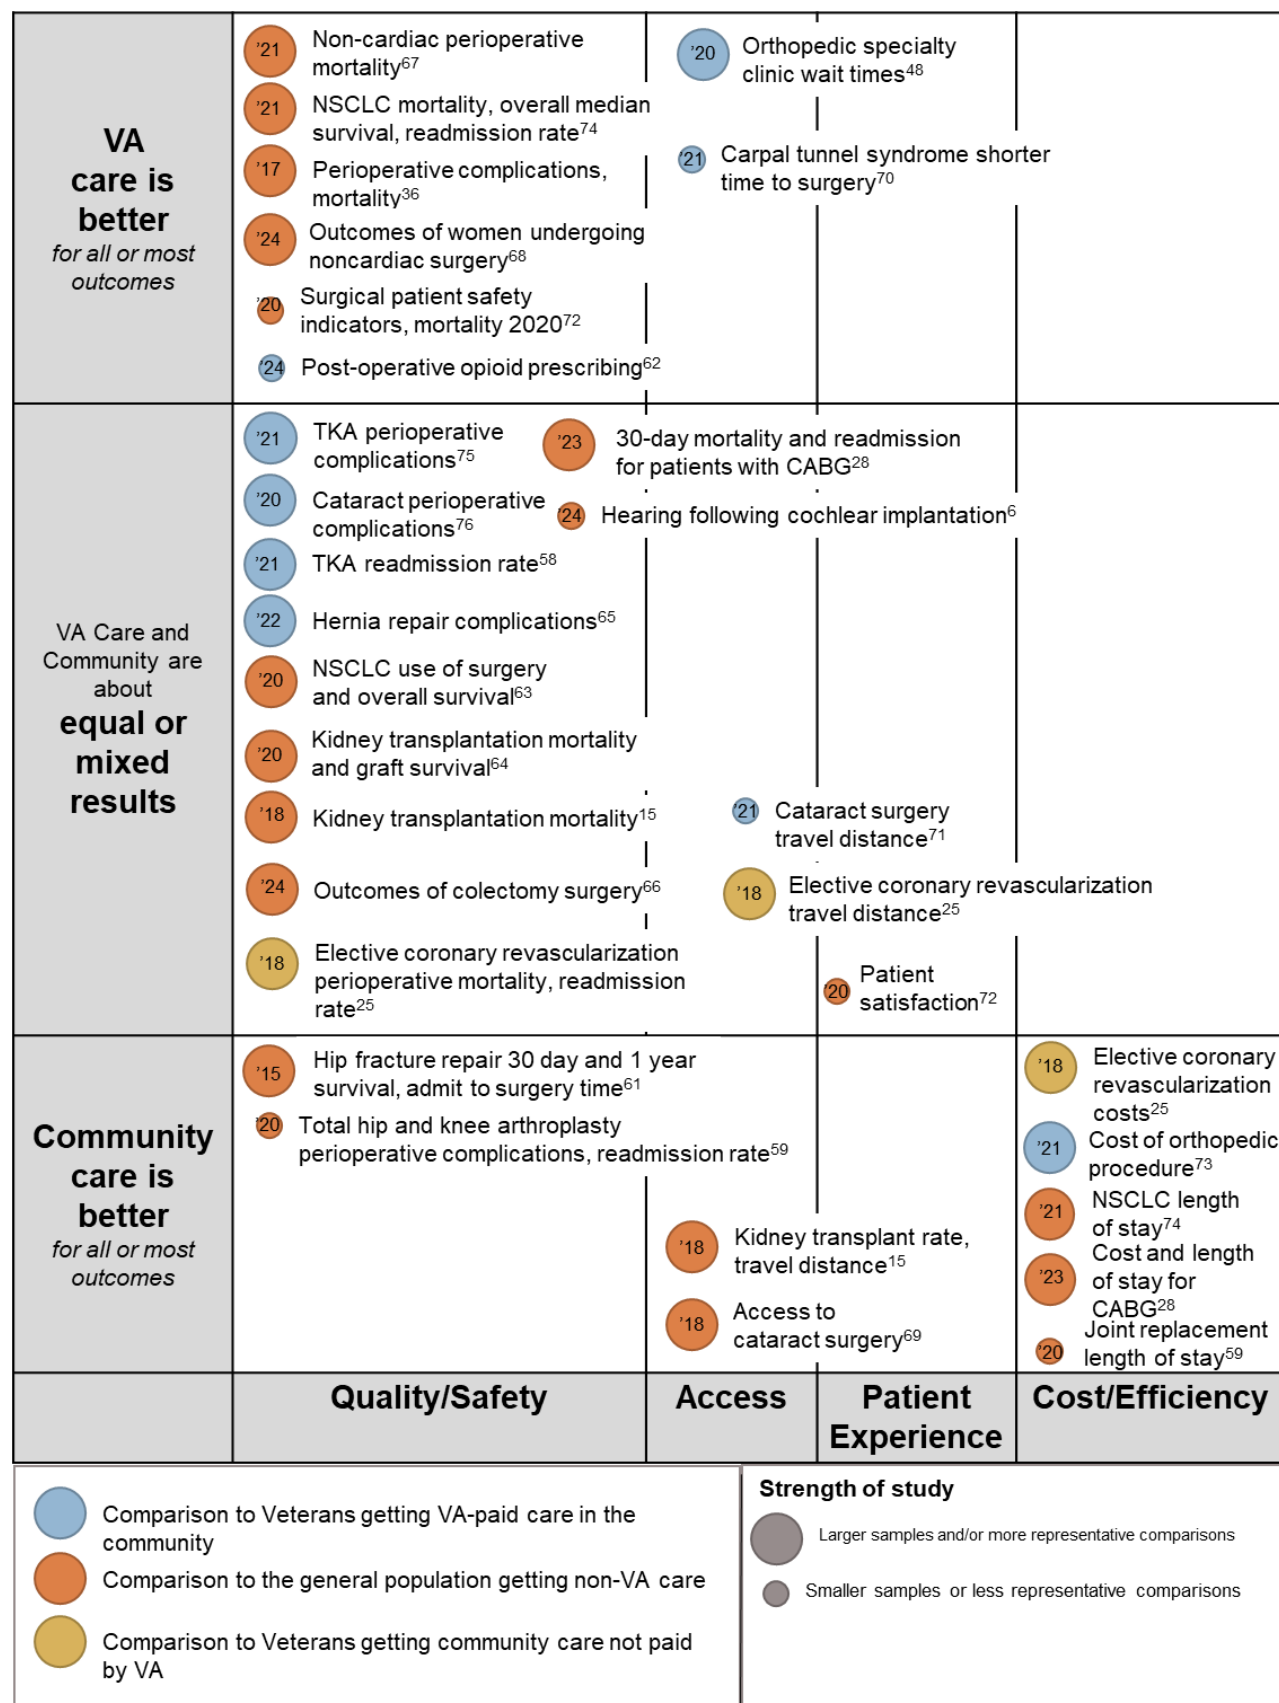 VA
care is
better
for all or most
outcomes
'21
Non-cardiac perioperative
mortality67
'21
NSCLC mortality, overall median
survival, readmission rate74
'17
Perioperative complications,
mortality36
'24
Outcomes of women undergoing
noncardiac surgery68
'20
Surgical patient safety
indicators, mortality 202072
'24
Post-operative opioid prescribing62
'20
Orthopedic specialty
clinic wait times48
'21
Carpal tunnel syndrome shorter
time to surgery70
VA Care and
Community are
about
equal or
mixed
results
'21
TKA perioperative
complications75
'20
Cataract perioperative
complications76
'21
TKA readmission rate58
'22
Hernia repair complications65
'20
NSCLC use of surgery
and overall survival63
'20
Kidney transplantation mortality
and graft survival64
'18
Kidney transplantation mortality15
'24
Outcomes of colectomy surgery66
'18
Elective coronary revascularization
perioperative mortality, readmission
rate25
'23
30-day mortality and readmission
for patients with CABG28
'24
Hearing following cochlear implantation6
'21
Cataract surgery
travel distance71
'18
Elective coronary revascularization
travel distance25
'20
Patient
satisfaction72
Community
care is
better
for all or most
outcomes
'15
Hip fracture repair 30 day and 1 year
survival, admit to surgery time61
'20
Total hip and knee arthroplasty
perioperative complications, readmission rate59
'18
Kidney transplant rate,
travel distance15
'18
Access to
cataract surgery69
'18
Elective coronary
revascularization
costs25
'21
Cost of orthopedic
procedure73
'21
NSCLC length
of stay74
'23
Cost and length
of stay for
CABG28
'20
Joint replacement
length of stay59
Quality/Safety
Access
Patient
Experience
Cost/Efficiency
Comparison to Veterans getting VA-paid care in the
community
Comparison to the general population getting non-VA care
Comparison to Veterans getting community care not paid
by VA
Strength of study
Larger samples and/or more representative comparisons
Smaller samples or less representative comparisons